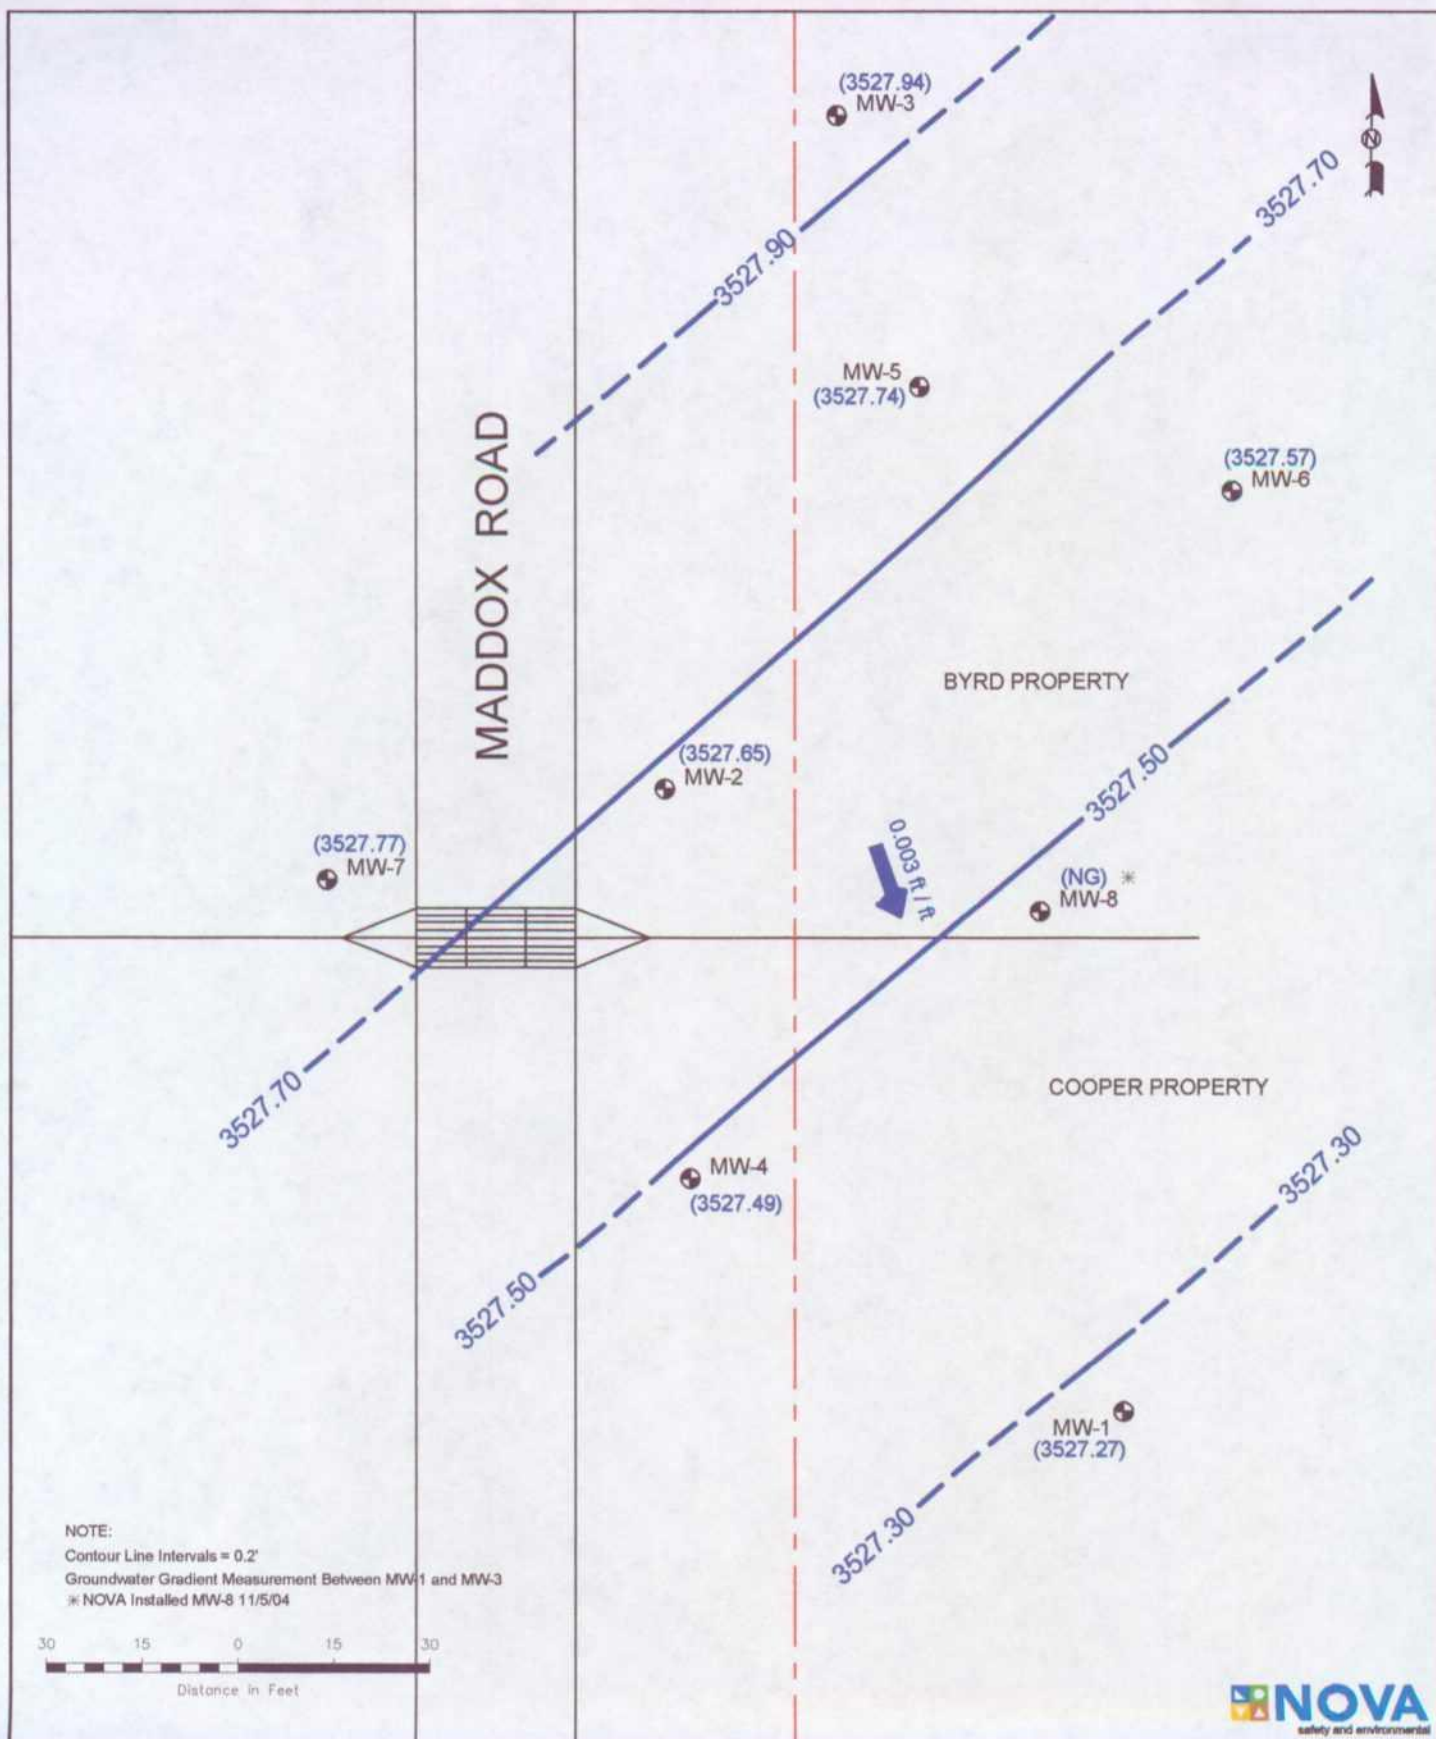 (3527.94)
MW-3
N
3527.70
3527.90
MW-5
(3527.74)
MADDOX ROAD
(3527.57)
MW-6
BYRD PROPERTY
(3527.65)
MW-2
3527.50
(3527.77)
MW-7
0.003 ft / ft
(NG) *
MW-8
3527.70
COOPER PROPERTY
MW-4
(3527.49)
3527.30
3527.50
MW-1
(3527.27)
3527.30
NOTE:
Contour Line Intervals = 0.2'
Groundwater Gradient Measurement Between MW-1 and MW-3
* NOVA Installed MW-8 11/5/04
30 15 0 15 30
Distance in Feet
NOVA
safety and environmental